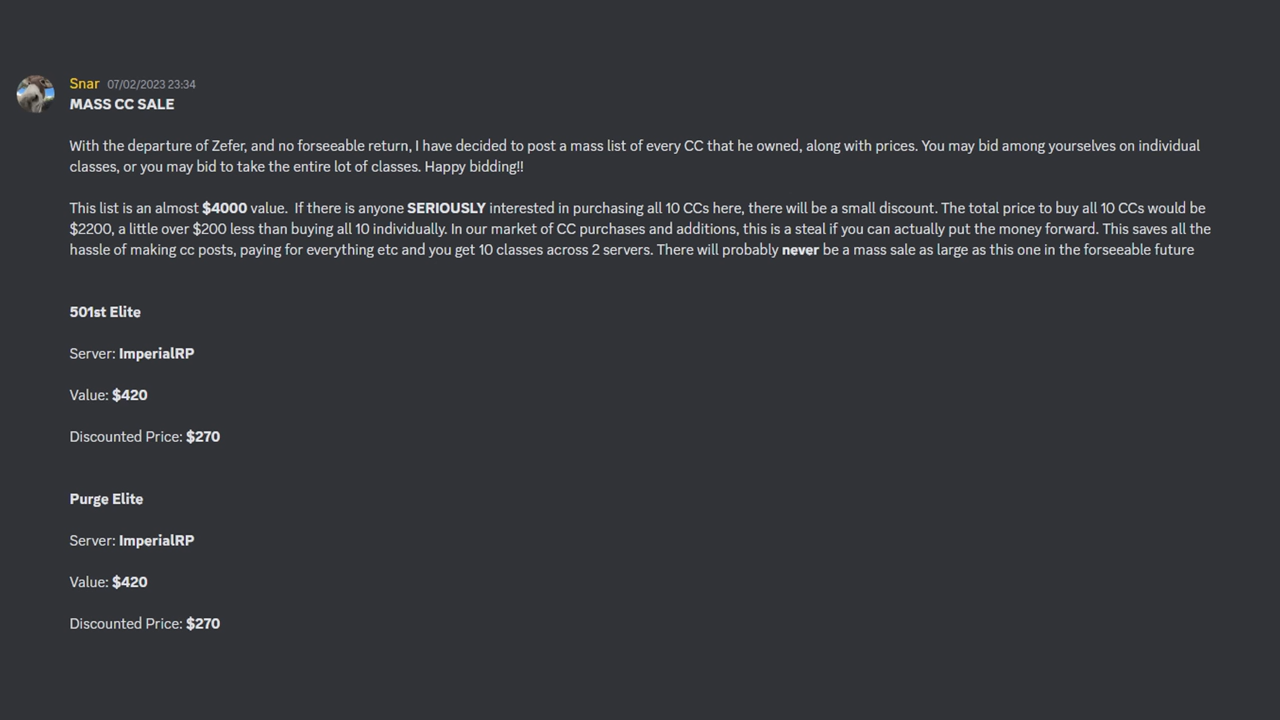 Snar 07/02/2023 23:34
MASS CC SALE
With the departure of Zefer, and no forseeable return, I have decided to post a mass list of every CC that he owned, along with prices. You may bid among yourselves on individual
classes, or you may bid to take the entire lot of classes. Happy bidding!!
This list is an almost $4000 value.  If there is anyone SERIOUSLY interested in purchasing all 10 CCs here, there will be a small discount. The total price to buy all 10 CCs would be
$2200, a little over $200 less than buying all 10 individually. In our market of CC purchases and additions, this is a steal if you can actually put the money forward. This saves all the
hassle of making cc posts, paying for everything etc and you get 10 classes across 2 servers. There will probably never be a mass sale as large as this one in the forseeable future
501st Elite
Server: ImperialRP
Value: $420
Discounted Price: $270
Purge Elite
Server: ImperialRP
Value: $420
Discounted Price: $270